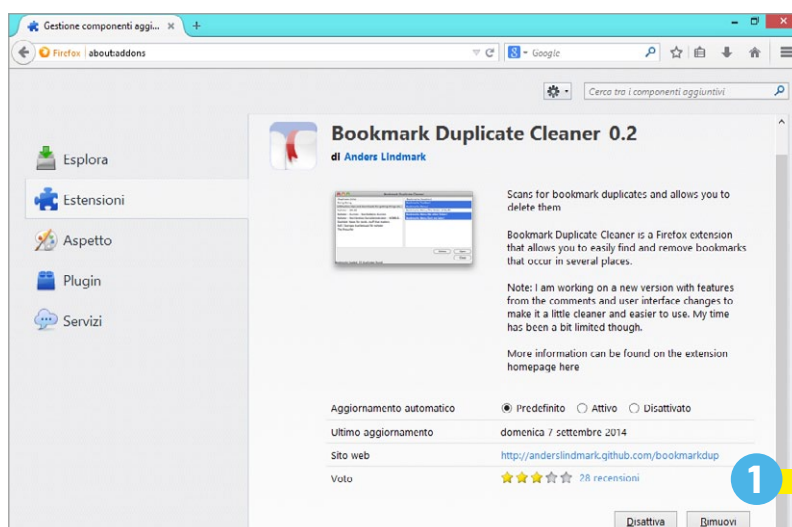 Gestione componenti aggi...
Firefox about:addons
Google
Cerca tra i componenti aggiuntivi
Esplora
Estensioni
Aspetto
Plugin
Servizi
Bookmark Duplicate Cleaner 0.2
di Anders Lindmark
Scans for bookmark duplicates and allows you to
delete them
Bookmark Duplicate Cleaner is a Firefox extension
that allows you to easily find and remove bookmarks
that occur in several places.
Note: I am working on a new version with features
from the comments and user interface changes to
make it a little cleaner and easier to use. My time
has been a bit limited though.
More information can be found on the extension
homepage here
Aggiornamento automatico Predefinito Attivo Disattivato
Ultimo aggiornamento domenica 7 settembre 2014
Sito web http://anderslindmark.github.com/bookmarkdup
Voto 28 recensioni
1
Disattiva Rimuovi